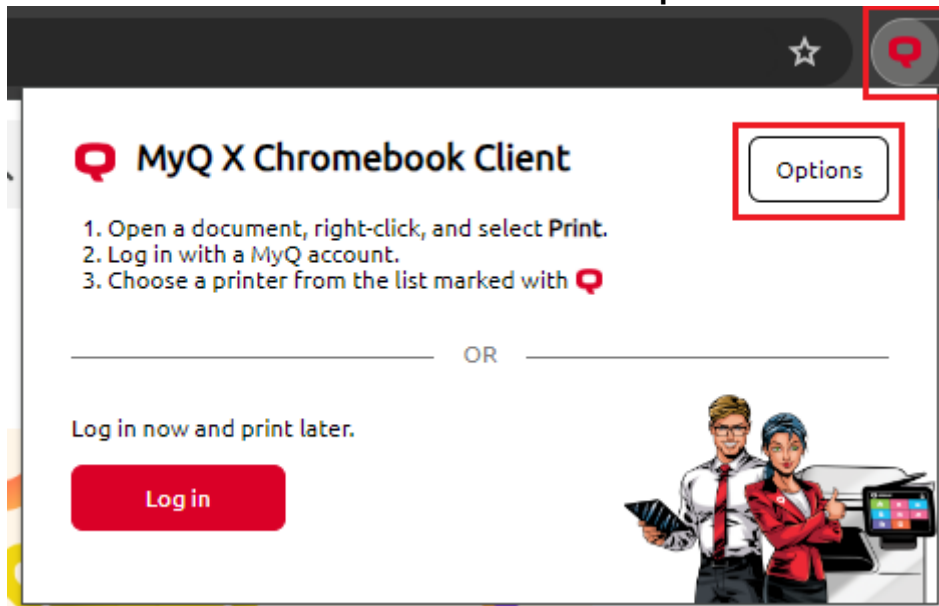 MyQ X Chromebook Client
Options
1. Open a document, right-click, and select Print.
2. Log in with a MyQ account.
3. Choose a printer from the list marked with
OR
Log in now and print later.
Log in